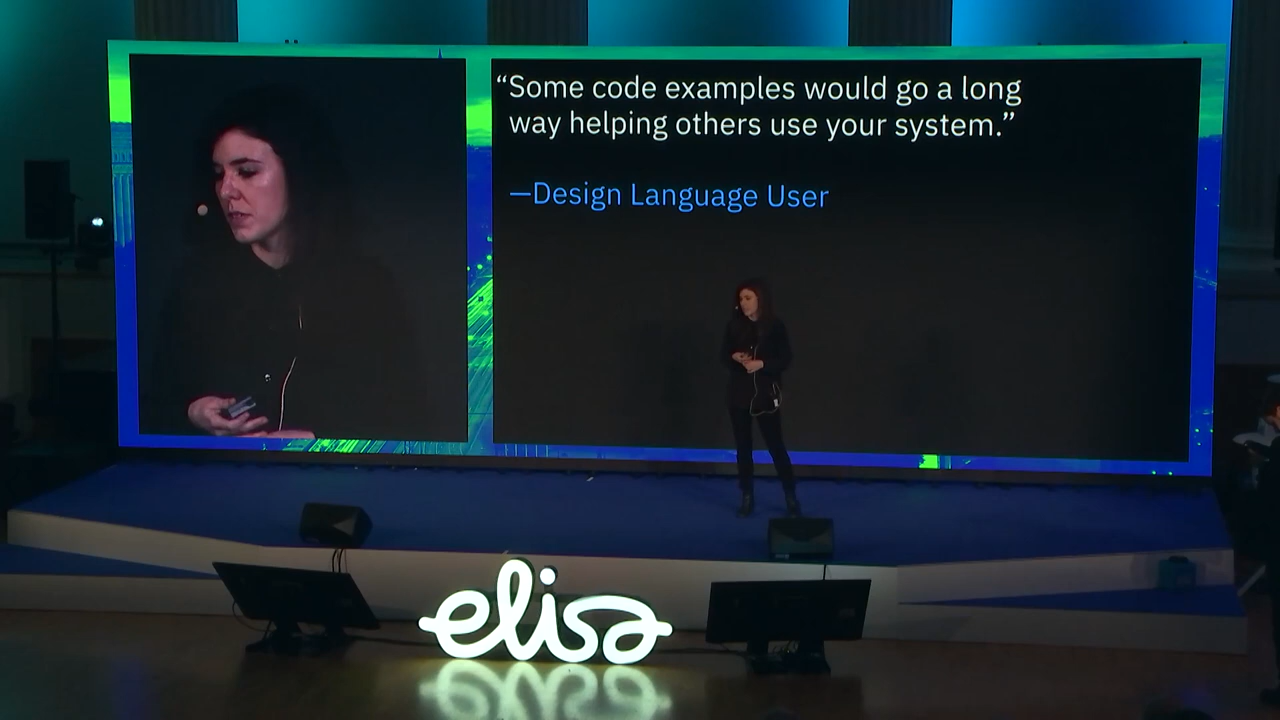 “Some code examples would go a long
way helping others use your system.”
—Design Language User
elisa